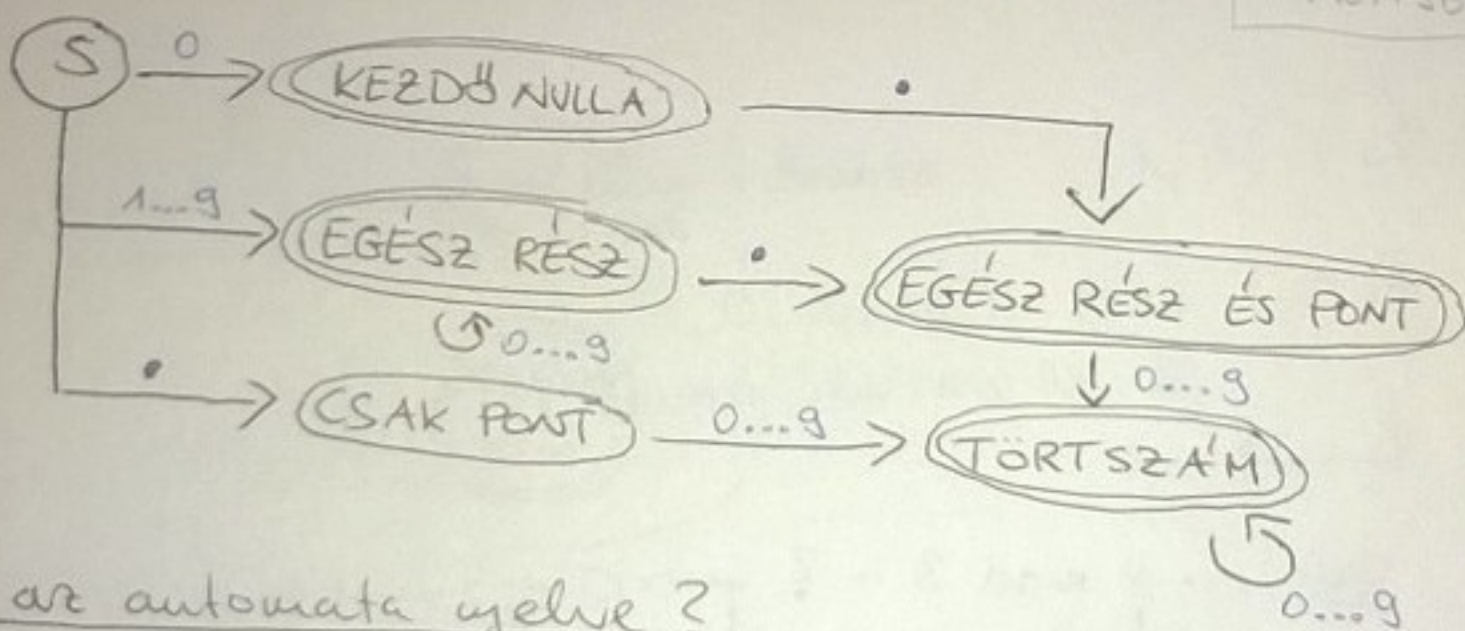 S 0 KEZDŐ NULLA .
1...9 EGÉSZ RÉSZ . EGÉSZ RÉSZ ÉS PONT
0...9
. CSAK PONT 0...9 TÖRTSZÁM
0...9
0...9
az automata nyelve?